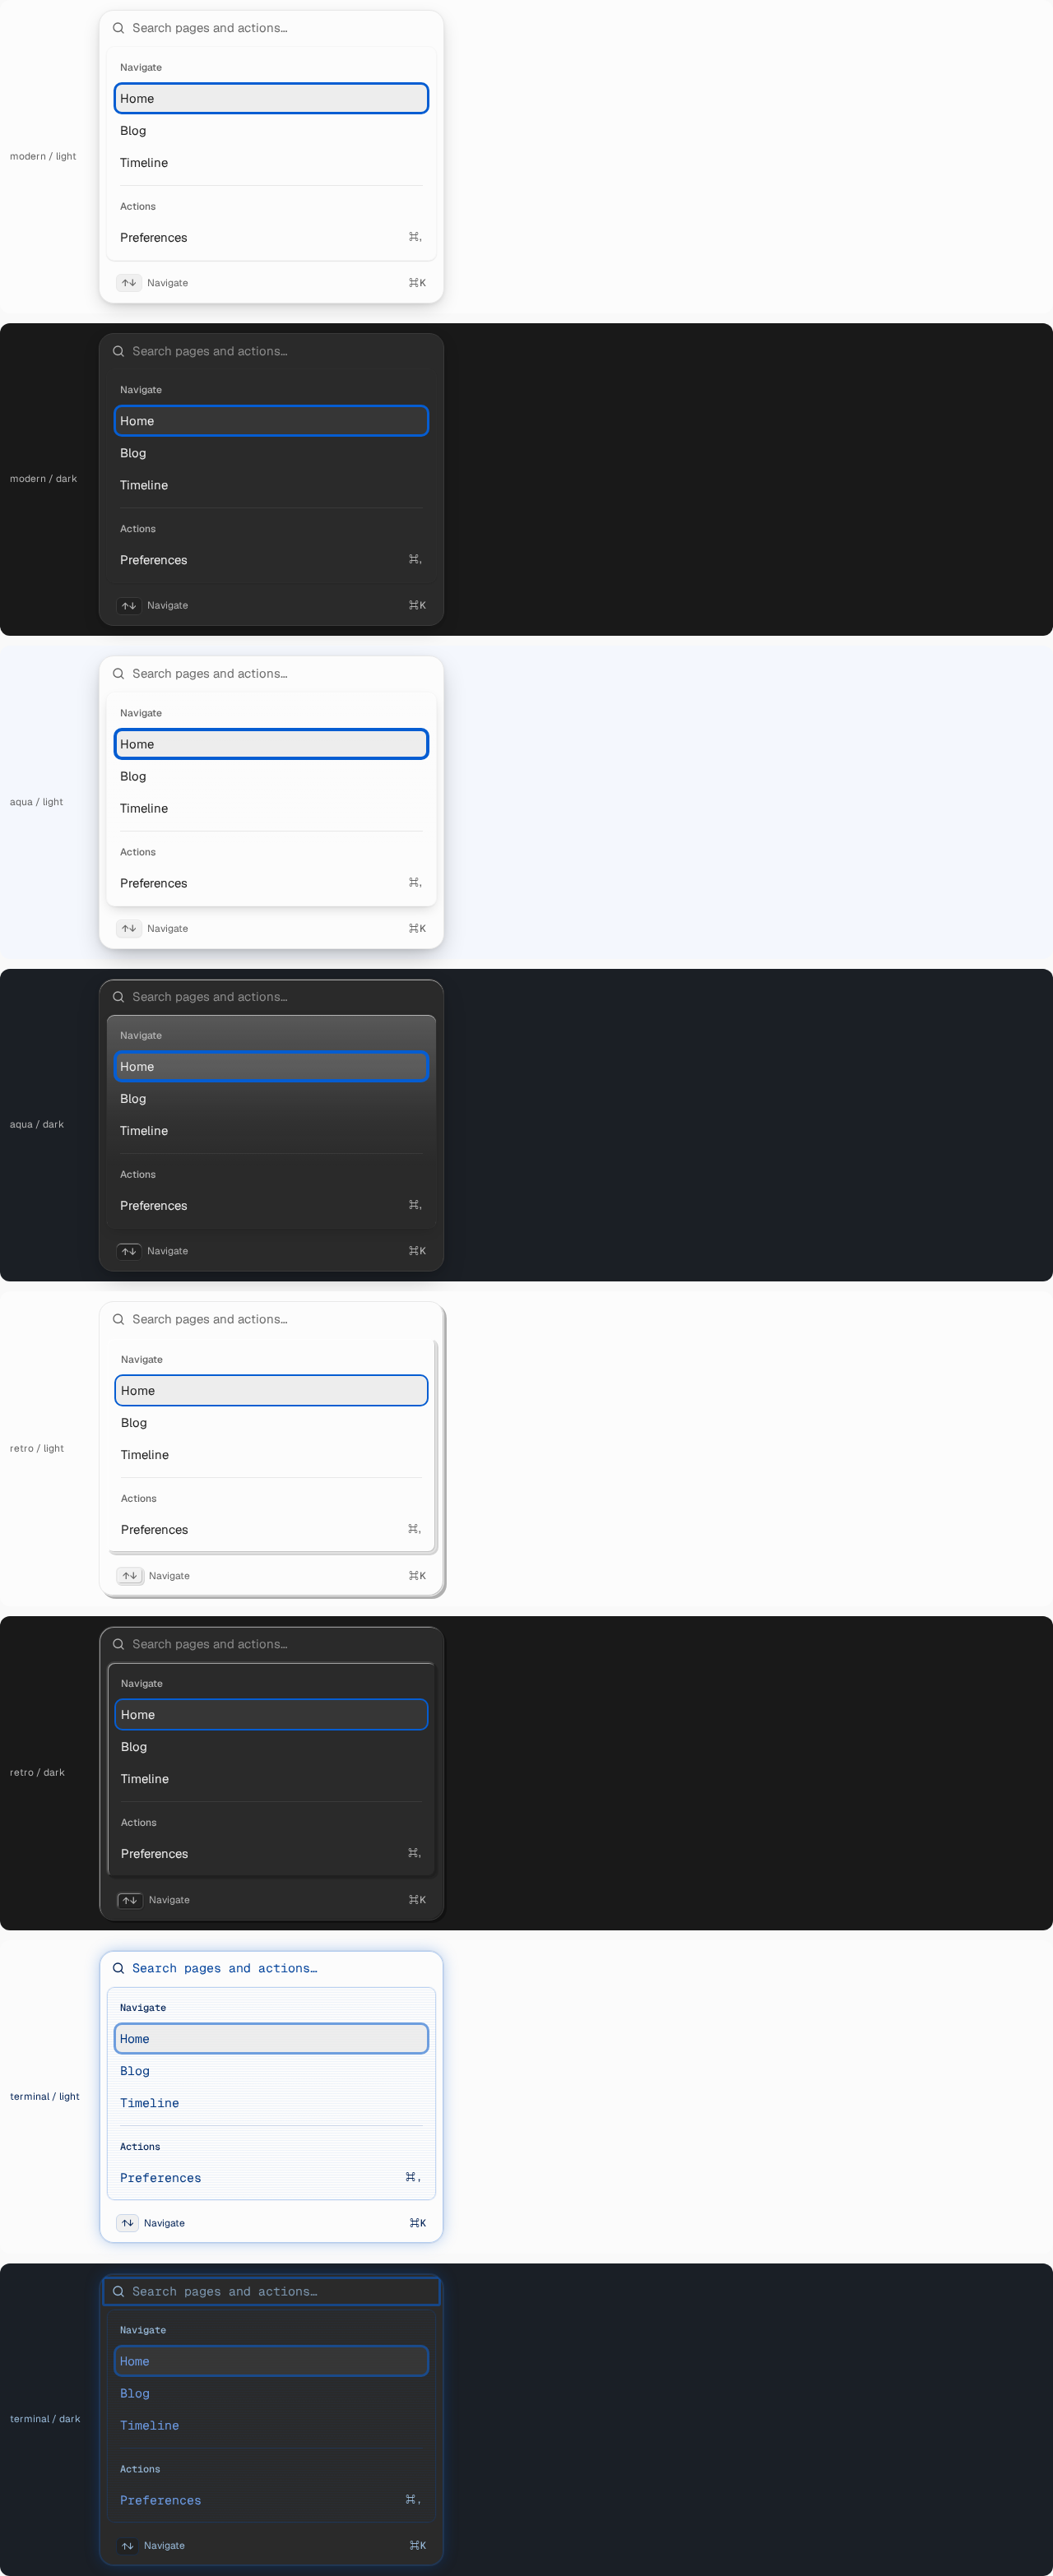 Search pages and actions…
Navigate
Home
Blog
Timeline
modern / light
Actions
Preferences ⌘,
↑↓ Navigate ⌘K
Search pages and actions…
Navigate
Home
Blog
Timeline
modern / dark
Actions
Preferences ⌘,
↑↓ Navigate ⌘K
Search pages and actions…
Navigate
Home
Blog
Timeline
aqua / light
Actions
Preferences ⌘,
↑↓ Navigate ⌘K
Search pages and actions…
Navigate
Home
Blog
Timeline
aqua / dark
Actions
Preferences ⌘,
↑↓ Navigate ⌘K
Search pages and actions…
Navigate
Home
Blog
Timeline
retro / light
Actions
Preferences ⌘,
↑↓ Navigate ⌘K
Search pages and actions…
Navigate
Home
Blog
Timeline
retro / dark
Actions
Preferences ⌘,
↑↓ Navigate ⌘K
Search pages and actions…
Navigate
Home
Blog
Timeline
terminal / light
Actions
Preferences ⌘,
↑↓ Navigate ⌘K
Search pages and actions…
Navigate
Home
Blog
Timeline
terminal / dark
Actions
Preferences ⌘,
↑↓ Navigate ⌘K